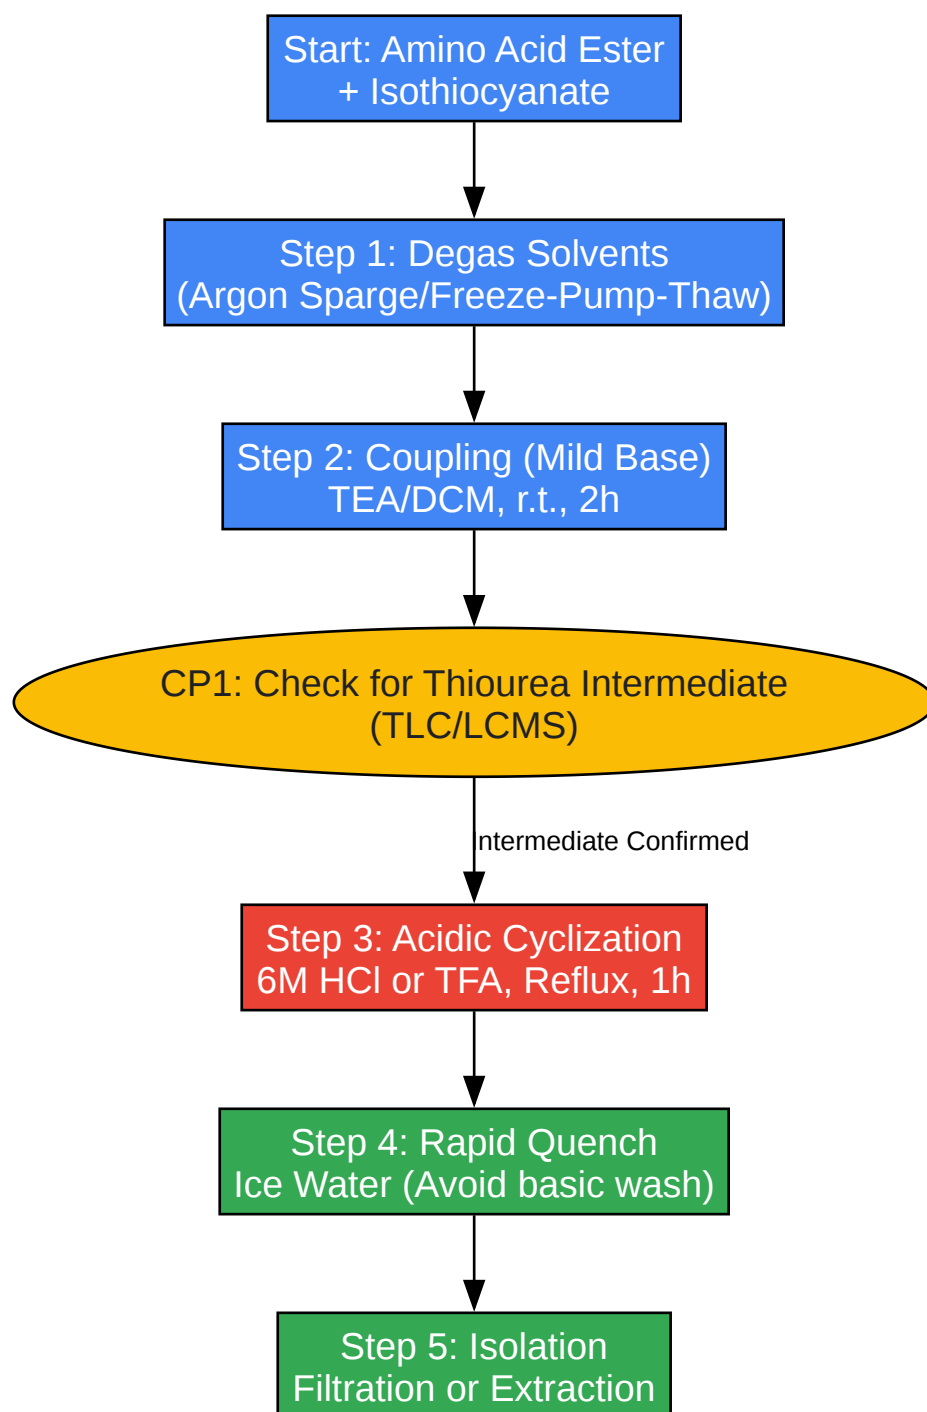 Start: Amino Acid Ester
+ Isothiocyanate
Step 1: Degas Solvents
(Argon Sparge/Freeze-Pump-Thaw)
Step 2: Coupling (Mild Base)
TEA/DCM, r.t., 2h
CP1: Check for Thiourea Intermediate
(TLC/LCMS)
Intermediate Confirmed
Step 3: Acidic Cyclization
6M HCl or TFA, Reflux, 1h
Step 4: Rapid Quench
Ice Water (Avoid basic wash)
Step 5: Isolation
Filtration or Extraction